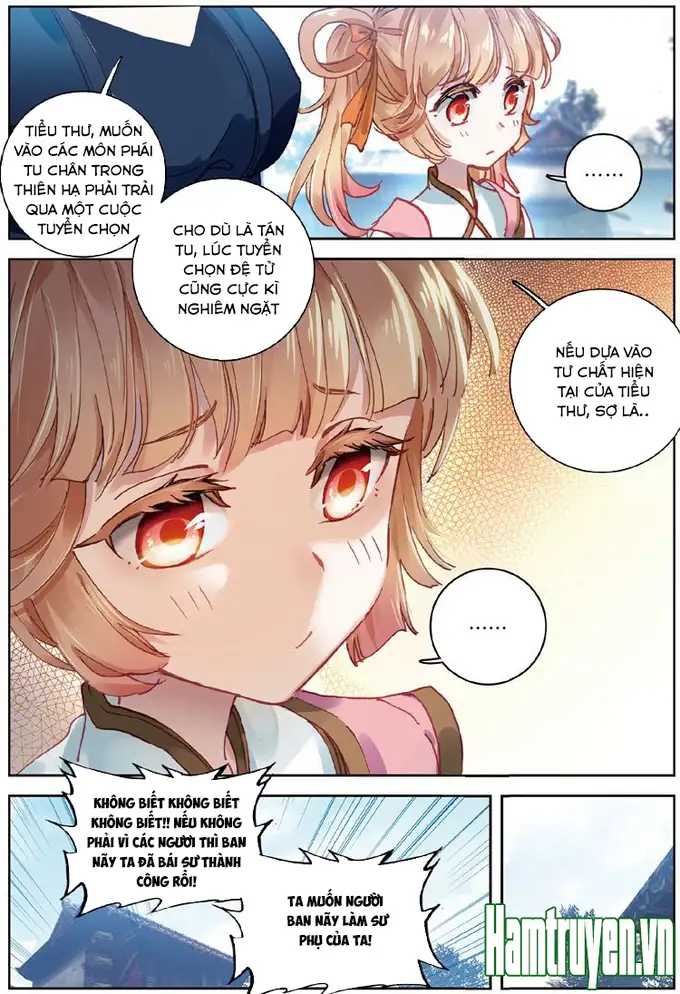 TIỂU THƯ, MUỐN
VÀO CÁC MÔN PHÁI
TU CHÂN TRONG
THIÊN HẠ PHẢI TRẢI
QUA MỘT CUỘC
TUYỂN CHỌN
......
CHO DÙ LÀ TÁN
TU, LÚC TUYỂN
CHỌN ĐỆ TỬ
CŨNG CỰC KÌ
NGHIÊM NGẶT
NẾU DỰA VÀO
TƯ CHẤT HIỆN
TẠI CỦA TIỂU
THƯ, SỢ LÀ..
......
KHÔNG BIẾT KHÔNG BIẾT
KHÔNG BIẾT!! NẾU KHÔNG
PHẢI VÌ CÁC NGƯỜI THÌ BAN
NÃY TA ĐÃ BÁI SƯ THÀNH
CÔNG RỒI!
TA MUỐN NGƯỜI
BAN NÃY LÀM SƯ
PHỤ CỦA TA!
Hamtruyen.vn